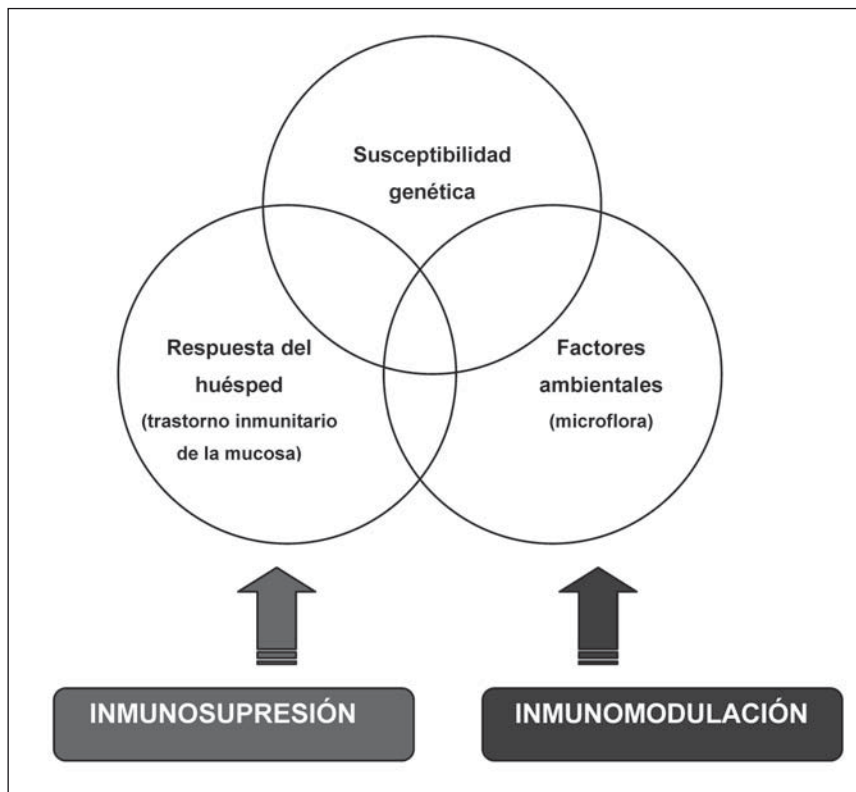 Susceptibilidad
genética
Respuesta del
huésped
(trastorno inmunitario
de la mucosa)
Factores
ambientales
(microflora)
INMUNOSUPRESIÓN
INMUNOMODULACIÓN